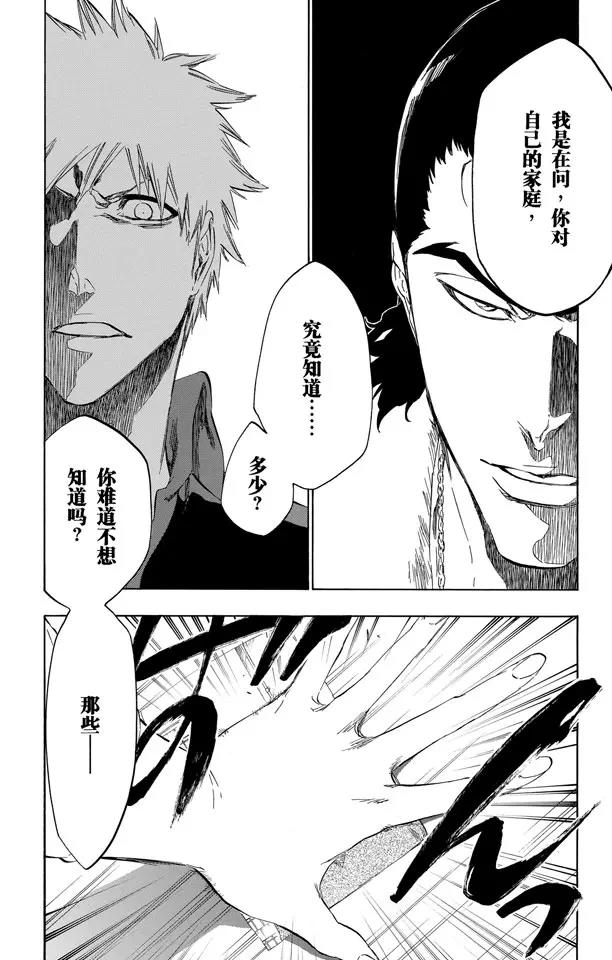 我是在问，你对
自己的家庭，
究竟知道……
多少？
你难道不想
知道吗？
那些——